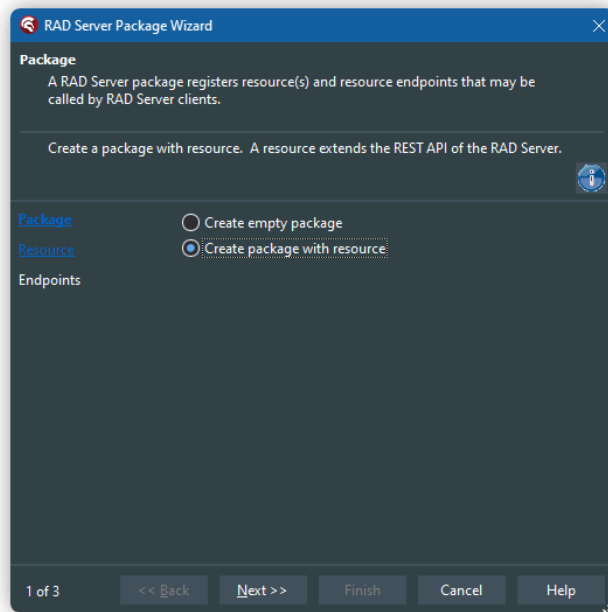 RAD Server Package Wizard
Package
A RAD Server package registers resource(s) and resource endpoints that may be
called by RAD Server clients.
Create a package with resource.  A resource extends the REST API of the RAD Server.
Package
Create empty package
Resource
Create package with resource
Endpoints
1 of 3
<< Back
Next >>
Finish
Cancel
Help